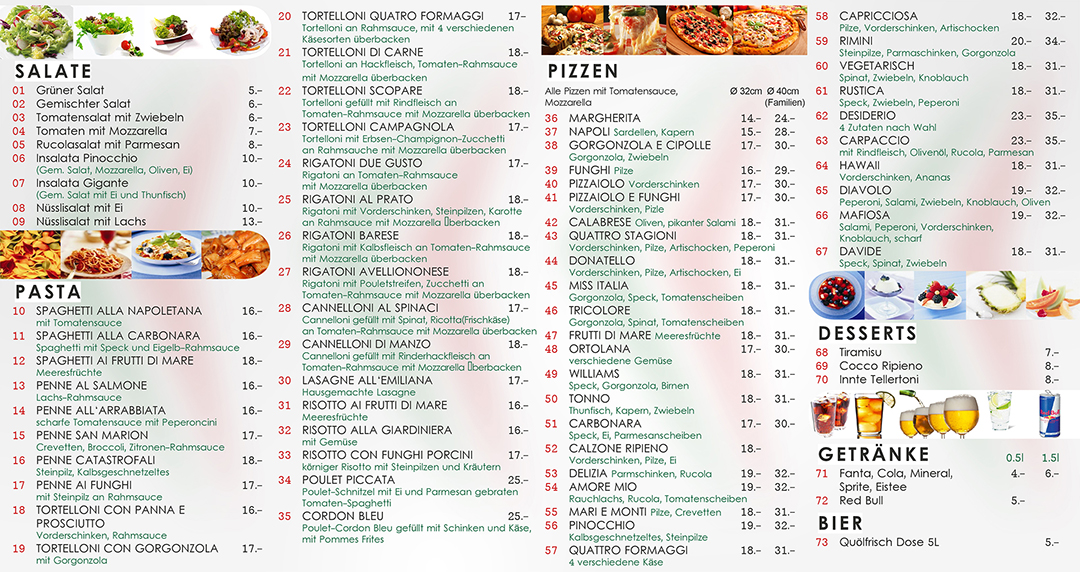 SALATE
01 Grüner Salat 5.–
02 Gemischter Salat 6.–
03 Tomatensalat mit Zwiebeln 6.–
04 Tomaten mit Mozzarella 7.–
05 Rucolasalat mit Parmesan 8.–
06 Insalata Pinocchio 10.–
(Gem. Salat, Mozzarella, Oliven, Ei)
07 Insalata Gigante 10.–
(Gem. Salat mit Ei und Thunfisch)
08 Nüsslisalat mit Ei 10.–
09 Nüsslisalat mit Lachs 13.–
PASTA
10 SPAGHETTI ALLA NAPOLETANA 16.–
mit Tomatensauce
11 SPAGHETTI ALLA CARBONARA 16.–
Spaghetti mit Speck und Eigelb-Rahmsauce
12 SPAGHETTI AI FRUTTI DI MARE 18.–
Meeresfrüchte
13 PENNE AL SALMONE 16.–
Lachs-Rahmsauce
14 PENNE ALL'ARRABBIATA 16.–
scharfe Tomatensauce mit Peperoncini
15 PENNE SAN MARION 17.–
Crevetten, Broccoli, Zitronen-Rahmsauce
16 PENNE CATASTROFALI 18.–
Steinpilz, Kalbsgeschnetzeltes
17 PENNE AI FUNGHI 17.–
mit Steinpilz an Rahmsauce
18 TORTELLONI CON PANNA E 16.–
PROSCIUTTO
Vorderschinken, Rahmsauce
19 TORTELLONI CON GORGONZOLA 17.–
mit Gorgonzola
20 TORTELLONI QUATRO FORMAGGI 17–
Tortelloni an Rahmsauce, mit 4 verschiedenen
Käsesorten überbacken
21 TORTELLONI DI CARNE 18.–
Tortelloni an Hackfleisch, Tomaten-Rahmsauce
mit Mozzarella überbacken
22 TORTELLONI SCOPARE 18.–
Tortelloni gefüllt mit Rindfleisch an
Tomaten-Rahmsauce mit Mozzarella überbacken
23 TORTELLONI CAMPAGNOLA 17.–
Tortelloni mit Erbsen-Champignon-Zucchetti
an Rahmsauche mit Mozzarella überbacken
24 RIGATONI DUE GUSTO 17.–
Rigatoni an Tomaten-Rahmsauce
mit Mozzarella überbacken
25 RIGATONI AL PRATO 18.–
Rigatoni mit Vorderschinken, Steinpilzen, Karotte
an Rahmsauce mit Mozzarella berbacken
26 RIGATONI BARESE 18.–
Rigatoni mit Kalbsfleisch an Tomaten-Rahmsauce
mit Mozzarella überbacken
27 RIGATONI AVELLIONONESE 18.–
Rigatoni mit Pouletstreifen, Zucchetti an
Tomaten-Rahmsauce mit Mozzarella überbacken
28 CANNELLONI AL SPINACI 17.–
Cannelloni gefüllt mit Spinat, Ricotta(Frischkäse)
an Tomaten-Rahmsauce mit Mozzarella überbacken
29 CANNELLONI DI MANZO 18.–
Cannelloni gefüllt mit Rinderhackfleisch an
Tomaten-Rahmsauce mit Mozzarella berbacken
30 LASAGNE ALL'EMILIANA 17.–
Hausgemachte Lasagne
31 RISOTTO AI FRUTTI DI MARE 16.–
Meeresfrüchte
32 RISOTTO ALLA GIARDINIERA 16.–
mit Gemüse
33 RISOTTO CON FUNGHI PORCINI 17.–
körniger Risotto mit Steinpilzen und Kräutern
34 POULET PICCATA 25.–
Poulet-Schnitzel mit Ei und Parmesan gebraten
Tomaten-Spaghetti
35 CORDON BLEU 25.–
Poulet-Cordon Bleu gefüllt mit Schinken und Käse,
mit Pommes Frites
PIZZEN
Alle Pizzen mit Tomatensauce, Ø 32cm Ø 40cm
Mozzarella (Familien)
36 MARGHERITA 14.– 24.–
37 NAPOLI Sardellen, Kapern 15.– 28.–
38 GORGONZOLA E CIPOLLE 17.– 30.–
Gorgonzola, Zwiebeln
39 FUNGHI Pilze 16.– 29.–
40 PIZZAIOLO Vorderschinken 17.– 30.–
41 PIZZAIOLO E FUNGHI 17.– 30.–
Vorderschinken, Pizle
42 CALABRESE Oliven, pikanter Salami 18.– 31.–
43 QUATTRO STAGIONI 18.– 31.–
Vorderschinken, Pilze, Artischocken, Peperoni
44 DONATELLO 18.– 31.–
Vorderschinken, Pilze, Artischocken, Ei
45 MISS ITALIA 18.– 31.–
Gorgonzola, Speck, Tomatenscheiben
46 TRICOLORE 18.– 31.–
Gorgonzola, Spinat, Tomatenscheiben
47 FRUTTI DI MARE Meeresfrüchte 18.– 31.–
48 ORTOLANA 17.– 30.–
verschiedene Gemüse
49 WILLIAMS 18.– 31.–
Speck, Gorgonzola, Birnen
50 TONNO 18.– 31.–
Thunfisch, Kapern, Zwiebeln
51 CARBONARA 17.– 30.–
Speck, Ei, Parmesanscheiben
52 CALZONE RIPIENO 18.–
Vorderschinken, Pilze, Ei
53 DELIZIA Parmschinken, Rucola 19.– 32.–
54 AMORE MIO 19.– 32.–
Rauchlachs, Rucola, Tomatenscheiben
55 MARI E MONTI Pilze, Crevetten 18.– 31.–
56 PINOCCHIO 19.– 32.–
Kalbsgeschnetzeltes, Steinpilze
57 QUATTRO FORMAGGI 18.– 31.–
4 verschiedene Käse
58 CAPRICCIOSA 18.– 32.–
Pilze, Vorderschinken, Artischocken
59 RIMINI 20.– 34.–
Steinpilze, Parmaschinken, Gorgonzola
60 VEGETARISCH 18.– 31.–
Spinat, Zwiebeln, Knoblauch
61 RUSTICA 18.– 31.–
Speck, Zwiebeln, Peperoni
62 DESIDERIO 23.– 35.–
4 Zutaten nach Wahl
63 CARPACCIO 23.– 35.–
mit Rindfleisch, Olivenöl, Rucola, Parmesan
64 HAWAII 18.– 31.–
Vorderschinken, Ananas
65 DIAVOLO 19.– 32.–
Peperoni, Salami, Zwiebeln, Knoblauch, Oliven
66 MAFIOSA 19.– 32.–
Salami, Peperoni, Vorderschinken,
Knoblauch, scharf
67 DAVIDE 18.– 31.–
Speck, Spinat, Zwiebeln
DESSERTS
68 Tiramisu 7.–
69 Cocco Ripieno 8.–
70 Innte Tellertoni 8.–
Red Bull
GETRÄNKE 0.5l 1.5l
71 Fanta, Cola, Mineral, 4.– 6.–
Sprite, Eistee
72 Red Bull 5.–
BIER
73 Quölfrisch Dose 5L 5.–